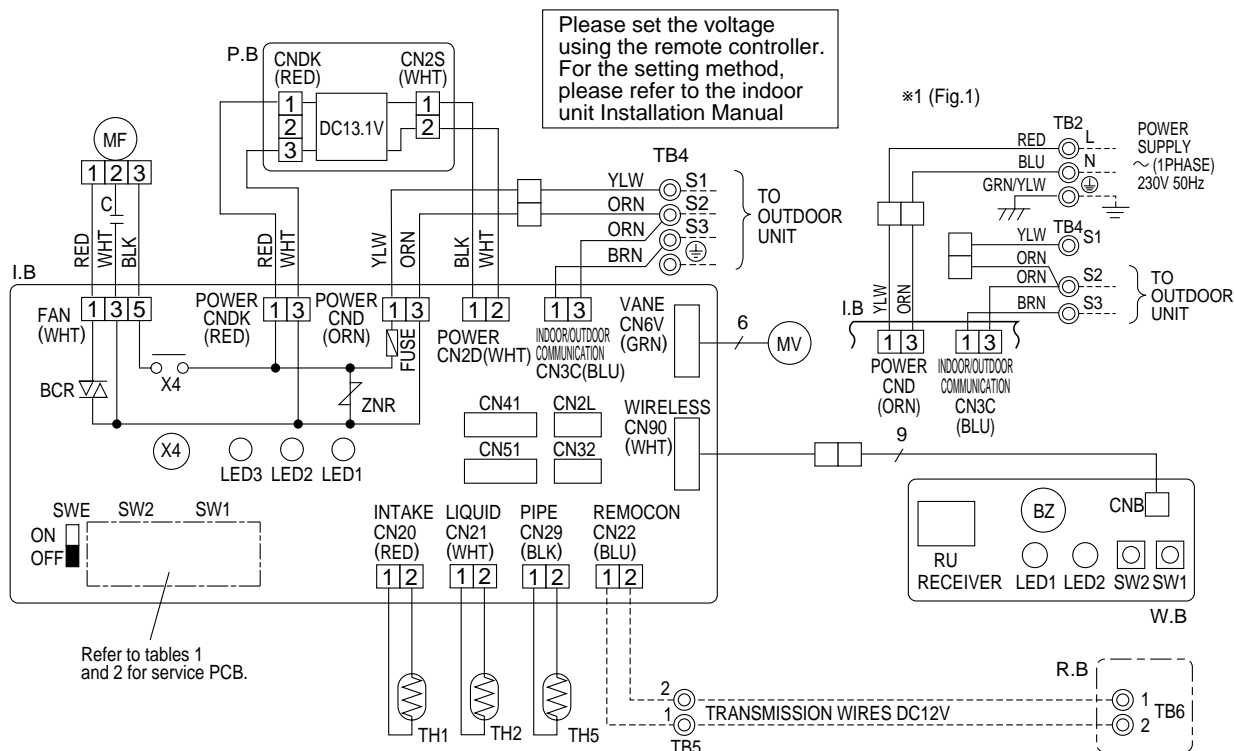 Please set the voltage
using the remote controller.
For the setting method,
please refer to the indoor
unit Installation Manual
P.B
CNDK
(RED)
CN2S
(WHT)
1
2
3
DC13.1V
1
2
MF
1 2 3
C
RED
WHT
BLK
RED
WHT
YLW
ORN
BLK
WHT
TB4
YLW S1
ORN S2
ORN S3
BRN
TO
OUTDOOR
UNIT
※1 (Fig.1)
TB2
RED L
BLU N
GRN/YLW
POWER
SUPPLY
~ (1PHASE)
230V 50Hz
TB4
YLW S1
ORN
ORN S2
BRN S3
TO
OUTDOOR
UNIT
I.B
YLW
ORN
1 3
POWER
CND
(ORN)
1 3
INDOOR/OUTDOOR
COMMUNICATION
CN3C
(BLU)
I.B
FAN
(WHT)
1 3 5
POWER
CNDK
(RED)
1 3
POWER
CND
(ORN)
1 3
FUSE
1 2
POWER
CN2D(WHT)
1 3
INDOOR/OUTDOOR
COMMUNICATION
CN3C(BLU)
VANE
CN6V
(GRN)
6
MV
BCR
X4
ZNR
X4
LED3 LED2 LED1
CN41
CN2L
CN51
CN32
WIRELESS
CN90
(WHT)
9
SWE
ON
OFF
SW2
SW1
INTAKE
CN20
(RED)
1 2
LIQUID
CN21
(WHT)
1 2
PIPE
CN29
(BLK)
1 2
REMOCON
CN22
(BLU)
1 2
RU
RECEIVER
BZ
CNB
LED1 LED2 SW2 SW1
W.B
Refer to tables 1
and 2 for service PCB.
TH1
TH2
TH5
2
1
TB5
TRANSMISSION WIRES DC12V
R.B
1
2
TB6